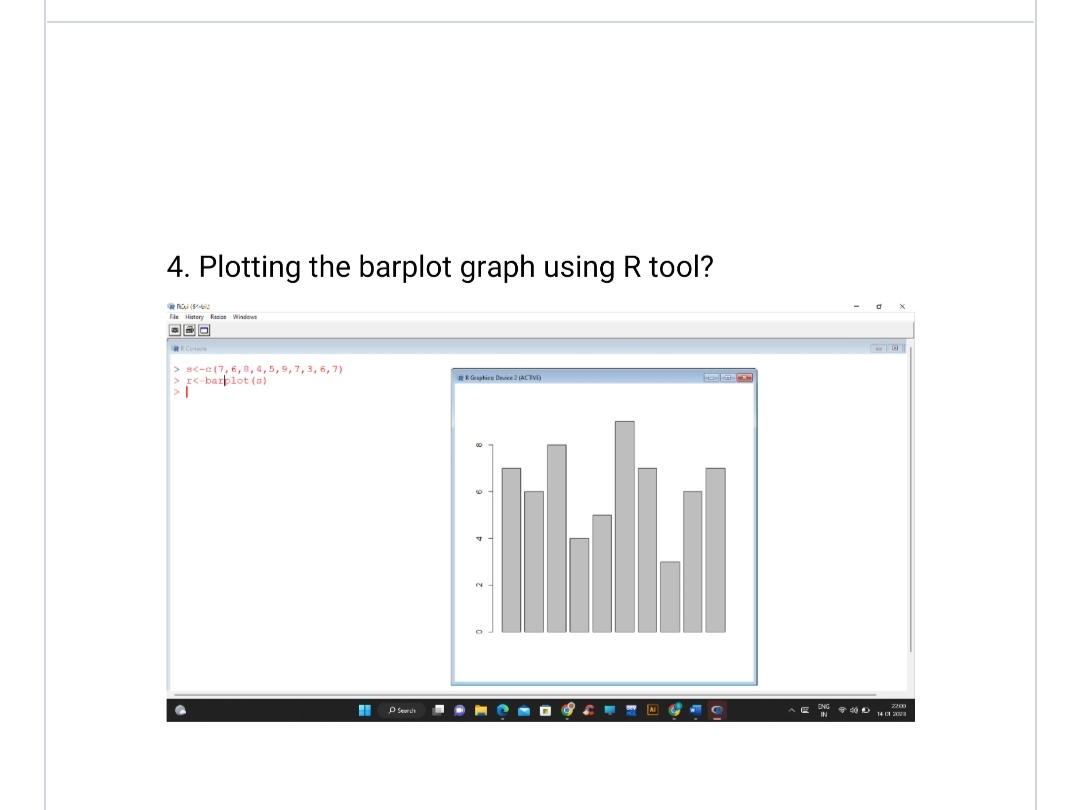 4. Plotting the barplot graph using R tool?
RGui (64-bit)
File History Resize Windows
R Console
> s<-c(7,6,8,4,5,9,7,3,6,7)
> r<-barplot(s)
>
R Graphics Device 2 (ACTIVE)
8
6
4
2
0
Search
ENG
IN
22:00
14-01-2023